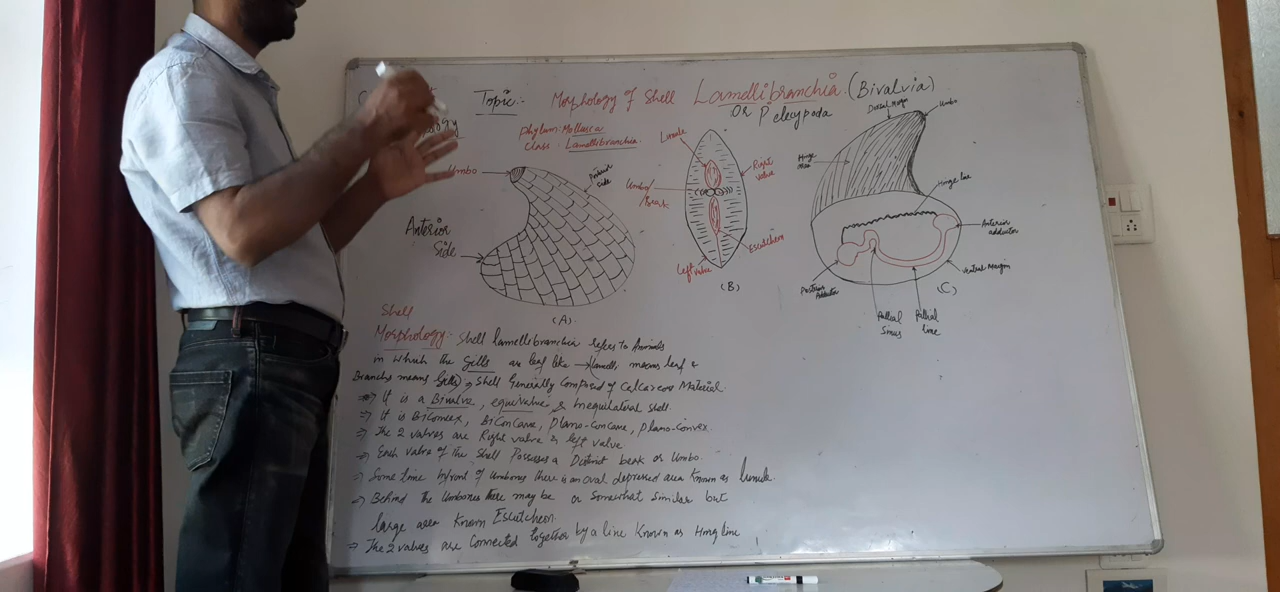 Topic:- Morphology of Shell Lamellibranchia (Bivalvia)
OR Pelecypoda
Phylum: Mollusca
Class: Lamellibranchia
Umbo
Posterior side
Anterior
Side
(A)
Lunule
Right
valve
Umbo/
Beak
Escutcheon
Left valve
(B)
Dorsal Margin
Umbo
Hinge
area
Hinge line
Anterior
adductor
Ventral Margin
Posterior
Adductor
Pallial
Sinus
Pallial
line
(C)
Shell
Morphology:- Shell lamellibranchia refers to Animals
in which the Gills are leaf like → Lamelli means leaf &
Branchia means Gills) → Shell Generally Composed of Calcareous Material.
⇒ It is a Bivalve, equivalve & Inequilateral shell.
⇒ It is BiConvex, BiConcave, Plano-Concave, Plano-Convex.
⇒ The 2 valves are Right valve & left valve
⇒ Each valve of the Shell Possesses a Distinct beak or Umbo.
⇒ Some time infront of Umbones there is an oval depressed area Known as lunule.
⇒ Behind the Umbones there may be a Somewhat Similar but
large area Known Escutcheon.
⇒ The 2 valves are Connected together by a line Known as Hing line